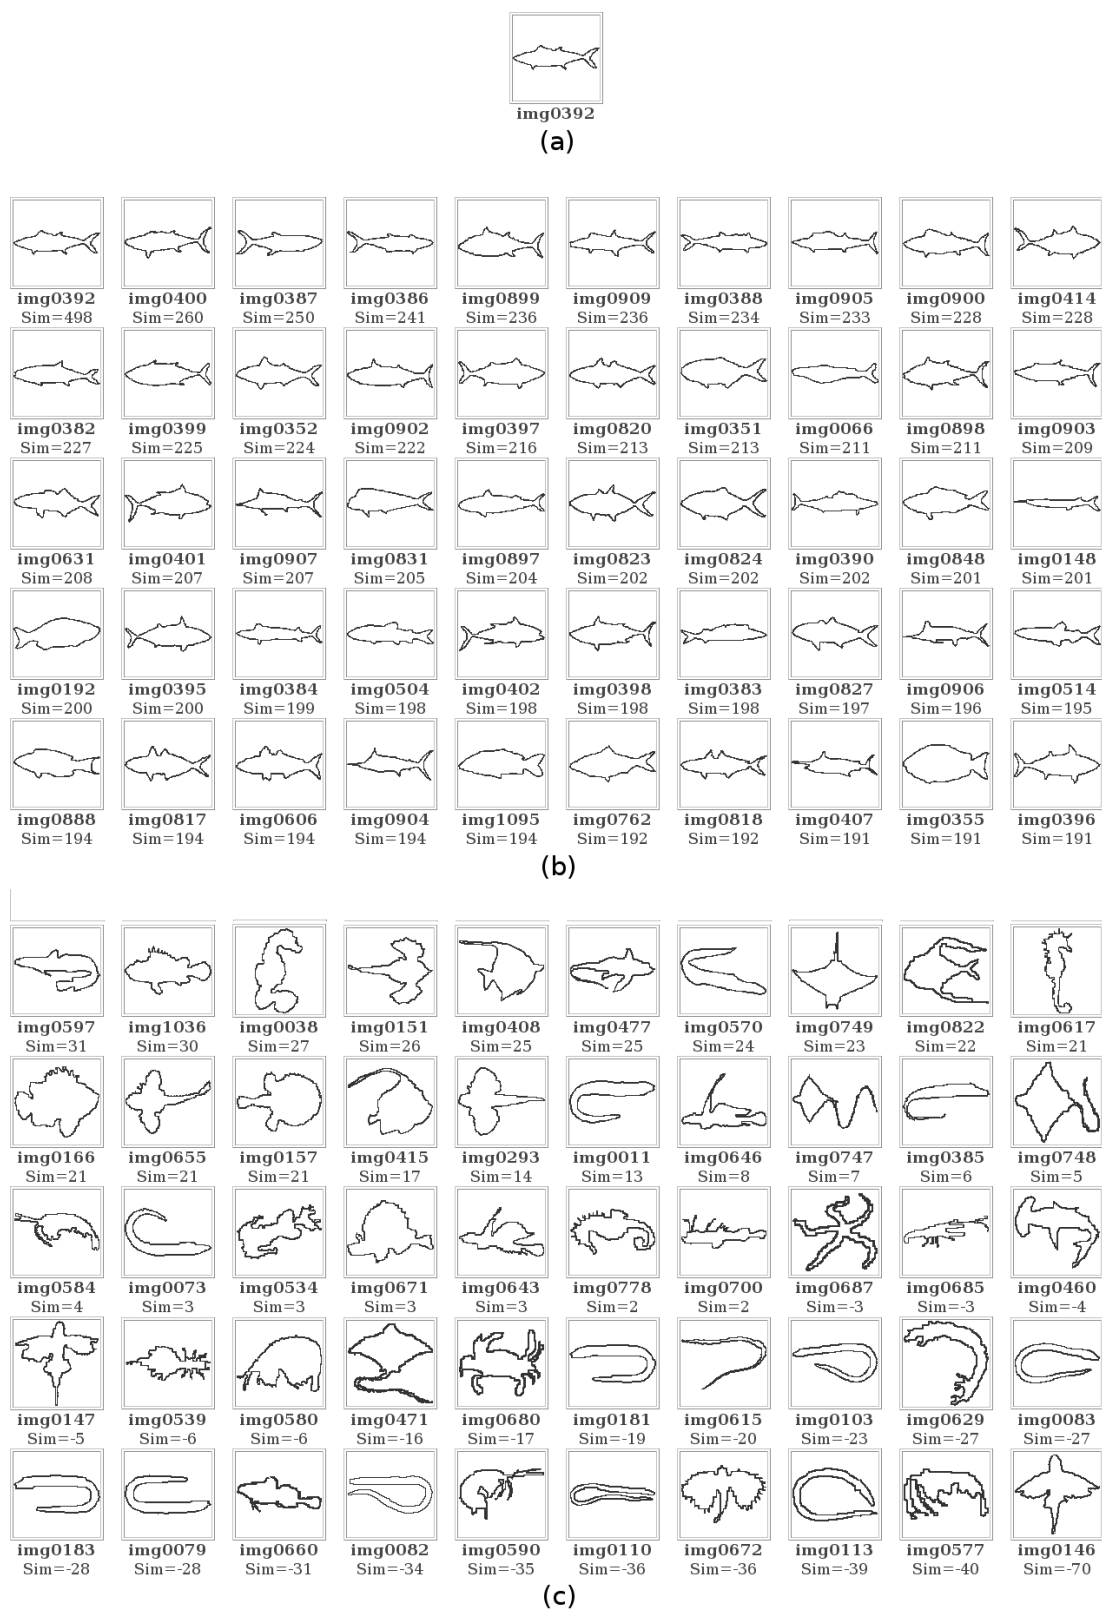 img0392
(a)
img0392 img0400 img0387 img0386 img0899 img0909 img0388 img0905 img0900 img0414
Sim=498 Sim=260 Sim=250 Sim=241 Sim=236 Sim=236 Sim=234 Sim=233 Sim=228 Sim=228
img0382 img0399 img0352 img0902 img0397 img0820 img0351 img0066 img0898 img0903
Sim=227 Sim=225 Sim=224 Sim=222 Sim=216 Sim=213 Sim=213 Sim=211 Sim=211 Sim=209
img0631 img0401 img0907 img0831 img0897 img0823 img0824 img0390 img0848 img0148
Sim=208 Sim=207 Sim=207 Sim=205 Sim=204 Sim=202 Sim=202 Sim=202 Sim=201 Sim=201
img0192 img0395 img0384 img0504 img0402 img0398 img0383 img0827 img0906 img0514
Sim=200 Sim=200 Sim=199 Sim=198 Sim=198 Sim=198 Sim=198 Sim=197 Sim=196 Sim=195
img0888 img0817 img0606 img0904 img1095 img0762 img0818 img0407 img0355 img0396
Sim=194 Sim=194 Sim=194 Sim=194 Sim=194 Sim=192 Sim=192 Sim=191 Sim=191 Sim=191
(b)
img0597 img1036 img0038 img0151 img0408 img0477 img0570 img0749 img0822 img0617
Sim=31 Sim=30 Sim=27 Sim=26 Sim=25 Sim=25 Sim=24 Sim=23 Sim=22 Sim=21
img0166 img0655 img0157 img0415 img0293 img0011 img0646 img0747 img0385 img0748
Sim=21 Sim=21 Sim=21 Sim=17 Sim=14 Sim=13 Sim=8 Sim=7 Sim=6 Sim=5
img0584 img0073 img0534 img0671 img0643 img0778 img0700 img0687 img0685 img0460
Sim=4 Sim=3 Sim=3 Sim=3 Sim=3 Sim=2 Sim=2 Sim=-3 Sim=-3 Sim=-4
img0147 img0539 img0580 img0471 img0680 img0181 img0615 img0103 img0629 img0083
Sim=-5 Sim=-6 Sim=-6 Sim=-16 Sim=-17 Sim=-19 Sim=-20 Sim=-23 Sim=-27 Sim=-27
img0183 img0079 img0660 img0082 img0590 img0110 img0672 img0113 img0577 img0146
Sim=-28 Sim=-28 Sim=-31 Sim=-34 Sim=-35 Sim=-36 Sim=-36 Sim=-39 Sim=-40 Sim=-70
(c)